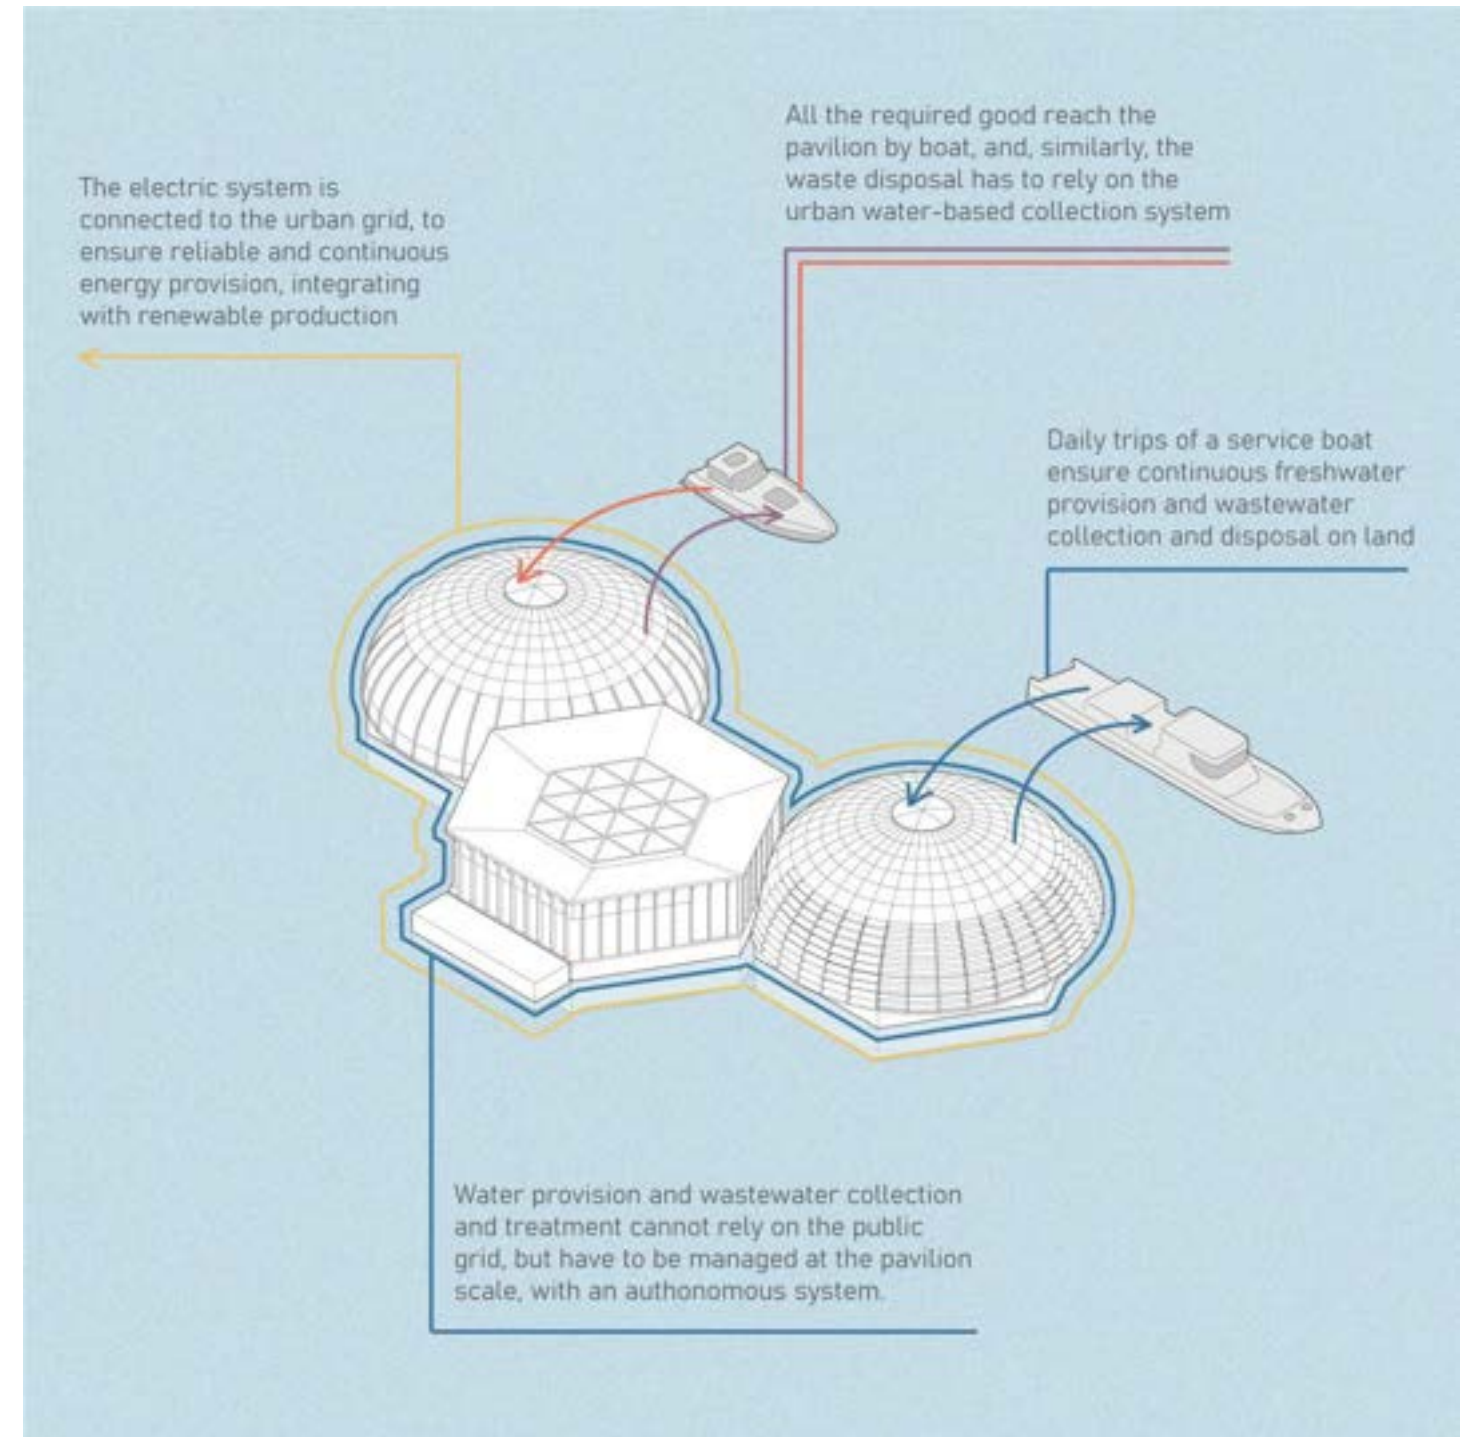 The electric system is
connected to the urban grid, to
ensure reliable and continuous
energy provision, integrating
with renewable production
All the required good reach the
pavilion by boat, and, similarly, the
waste disposal has to rely on the
urban water-based collection system
Daily trips of a service boat
ensure continuous freshwater
provision and wastewater
collection and disposal on land
Water provision and wastewater collection
and treatment cannot rely on the public
grid, but have to be managed at the pavilion
scale, with an authonomous system.